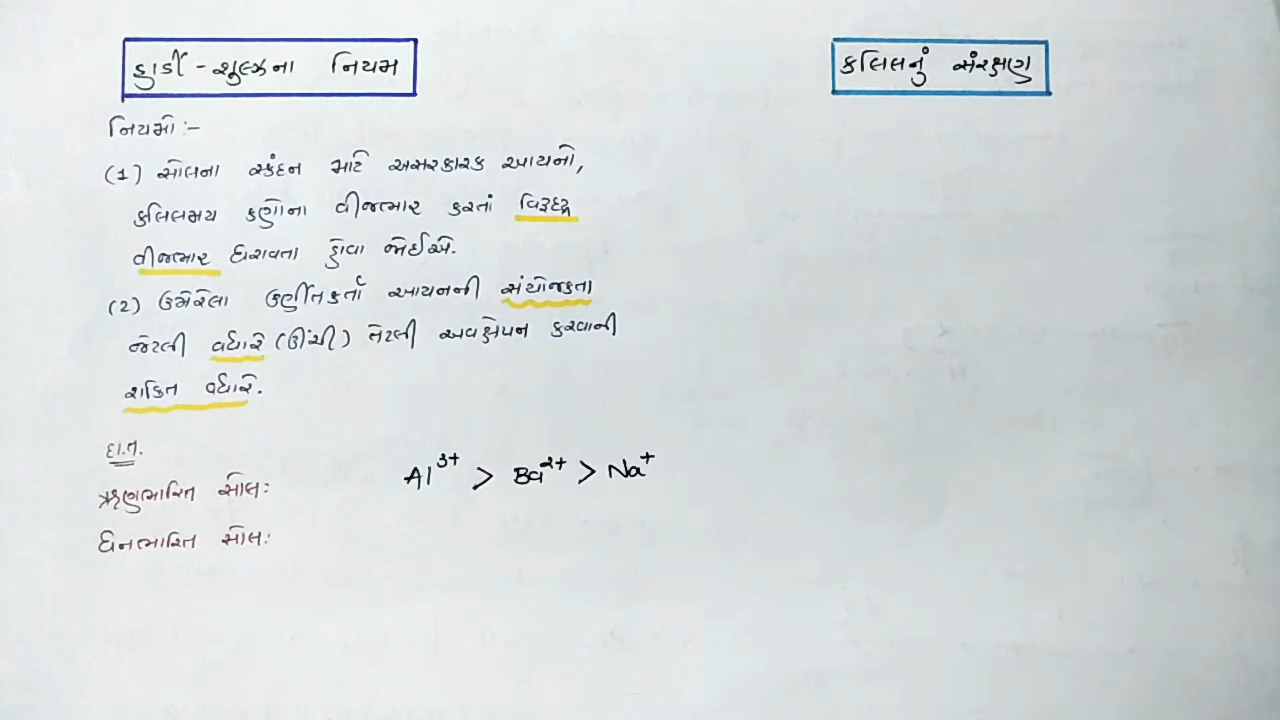 હાર્ડી - શુલ્ઝના નિયમ
નિયમો :-
(1) સોલના સ્કંદન માટે અસરકારક આયનો,
કલિલમય કણોના વીજભાર કરતાં વિરૂદ્ધ
વીજભાર ધરાવતા હોવા જોઈએ.
(2) ઉમેરેલા ઉર્ણીતકર્તા આયનની સંયોજકતા
જેટલી વધારે (ઊંચી) તેટલી અવક્ષેપન કરવાની
શક્તિ વધારે.
દા.ત.
ઋણભારિત સોલ: Al³⁺ > Ba²⁺ > Na⁺
ધનભારિત સોલ:
કલિલનું સંરક્ષણ